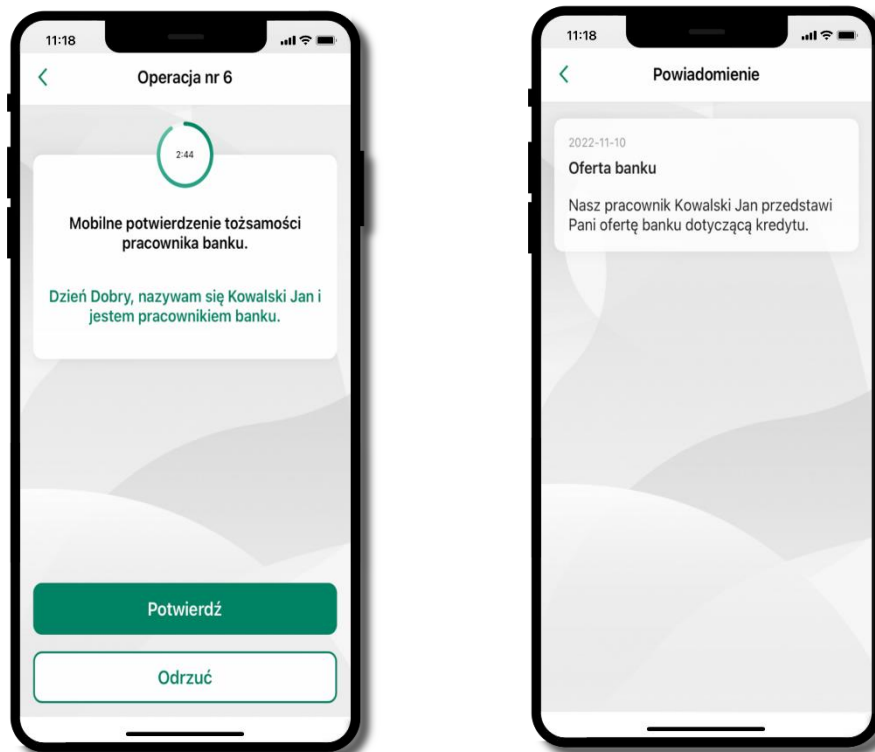 11:18
Operacja nr 6
2:44
Mobilne potwierdzenie tożsamości
pracownika banku.
Dzień Dobry, nazywam się Kowalski Jan i
jestem pracownikiem banku.
Potwierdź
Odrzuć
11:18
Powiadomienie
2022-11-10
Oferta banku
Nasz pracownik Kowalski Jan przedstawi
Pani ofertę banku dotyczącą kredytu.